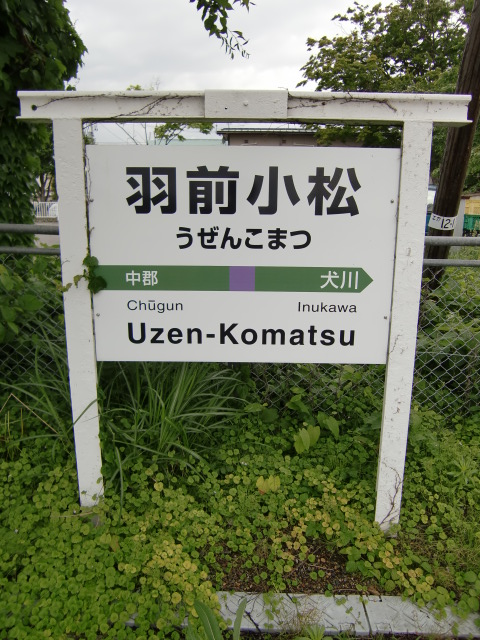 羽前小松
うぜんこまつ
中郡 犬川
Chūgun Inukawa
Uzen-Komatsu